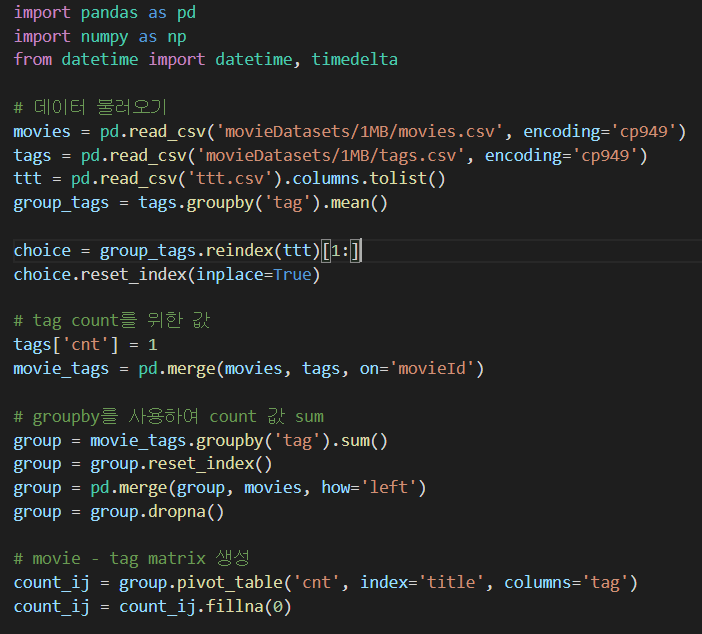 import pandas as pd
import numpy as np
from datetime import datetime, timedelta
# 데이터 불러오기
movies = pd.read_csv('movieDatasets/1MB/movies.csv', encoding='cp949')
tags = pd.read_csv('movieDatasets/1MB/tags.csv', encoding='cp949')
ttt = pd.read_csv('ttt.csv').columns.tolist()
group_tags = tags.groupby('tag').mean()
choice = group_tags.reindex(ttt)[1:]
choice.reset_index(inplace=True)
# tag count를 위한 값
tags['cnt'] = 1
movie_tags = pd.merge(movies, tags, on='movieId')
# groupby를 사용하여 count 값 sum
group = movie_tags.groupby('tag').sum()
group = group.reset_index()
group = pd.merge(group, movies, how='left')
group = group.dropna()
# movie - tag matrix 생성
count_ij = group.pivot_table('cnt', index='title', columns='tag')
count_ij = count_ij.fillna(0)